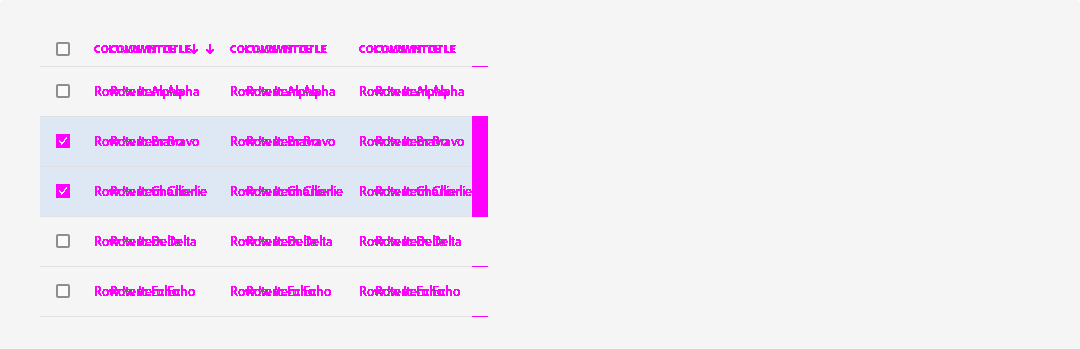 COLUMN TITLE ↓ COLUMN TITLE COLUMN TITLE
Row Item Alpha Row Item Alpha Row Item Alpha
Row Item Bravo Row Item Bravo Row Item Bravo
Row Item Charlie Row Item Charlie Row Item Charlie
Row Item Delta Row Item Delta Row Item Delta
Row Item Echo Row Item Echo Row Item Echo